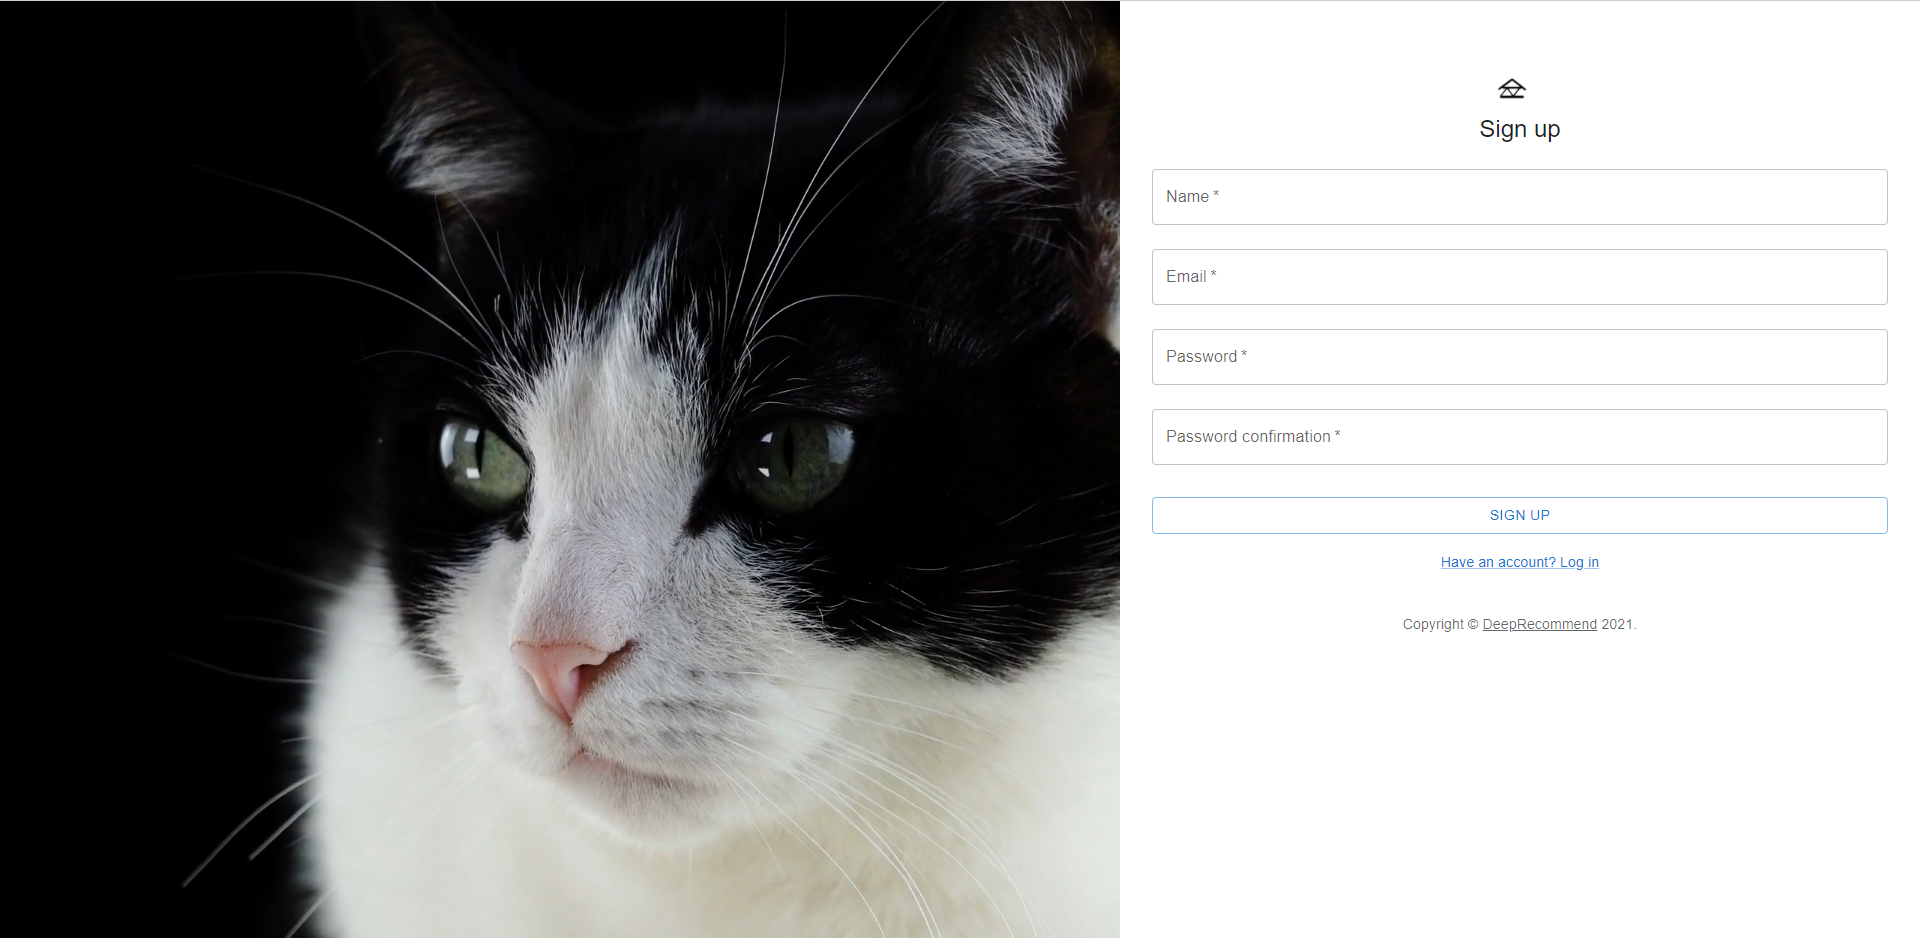 Sign up
Name *
Email *
Password *
Password confirmation *
SIGN UP
Have an account? Log in
Copyright © DeepRecommend 2021.